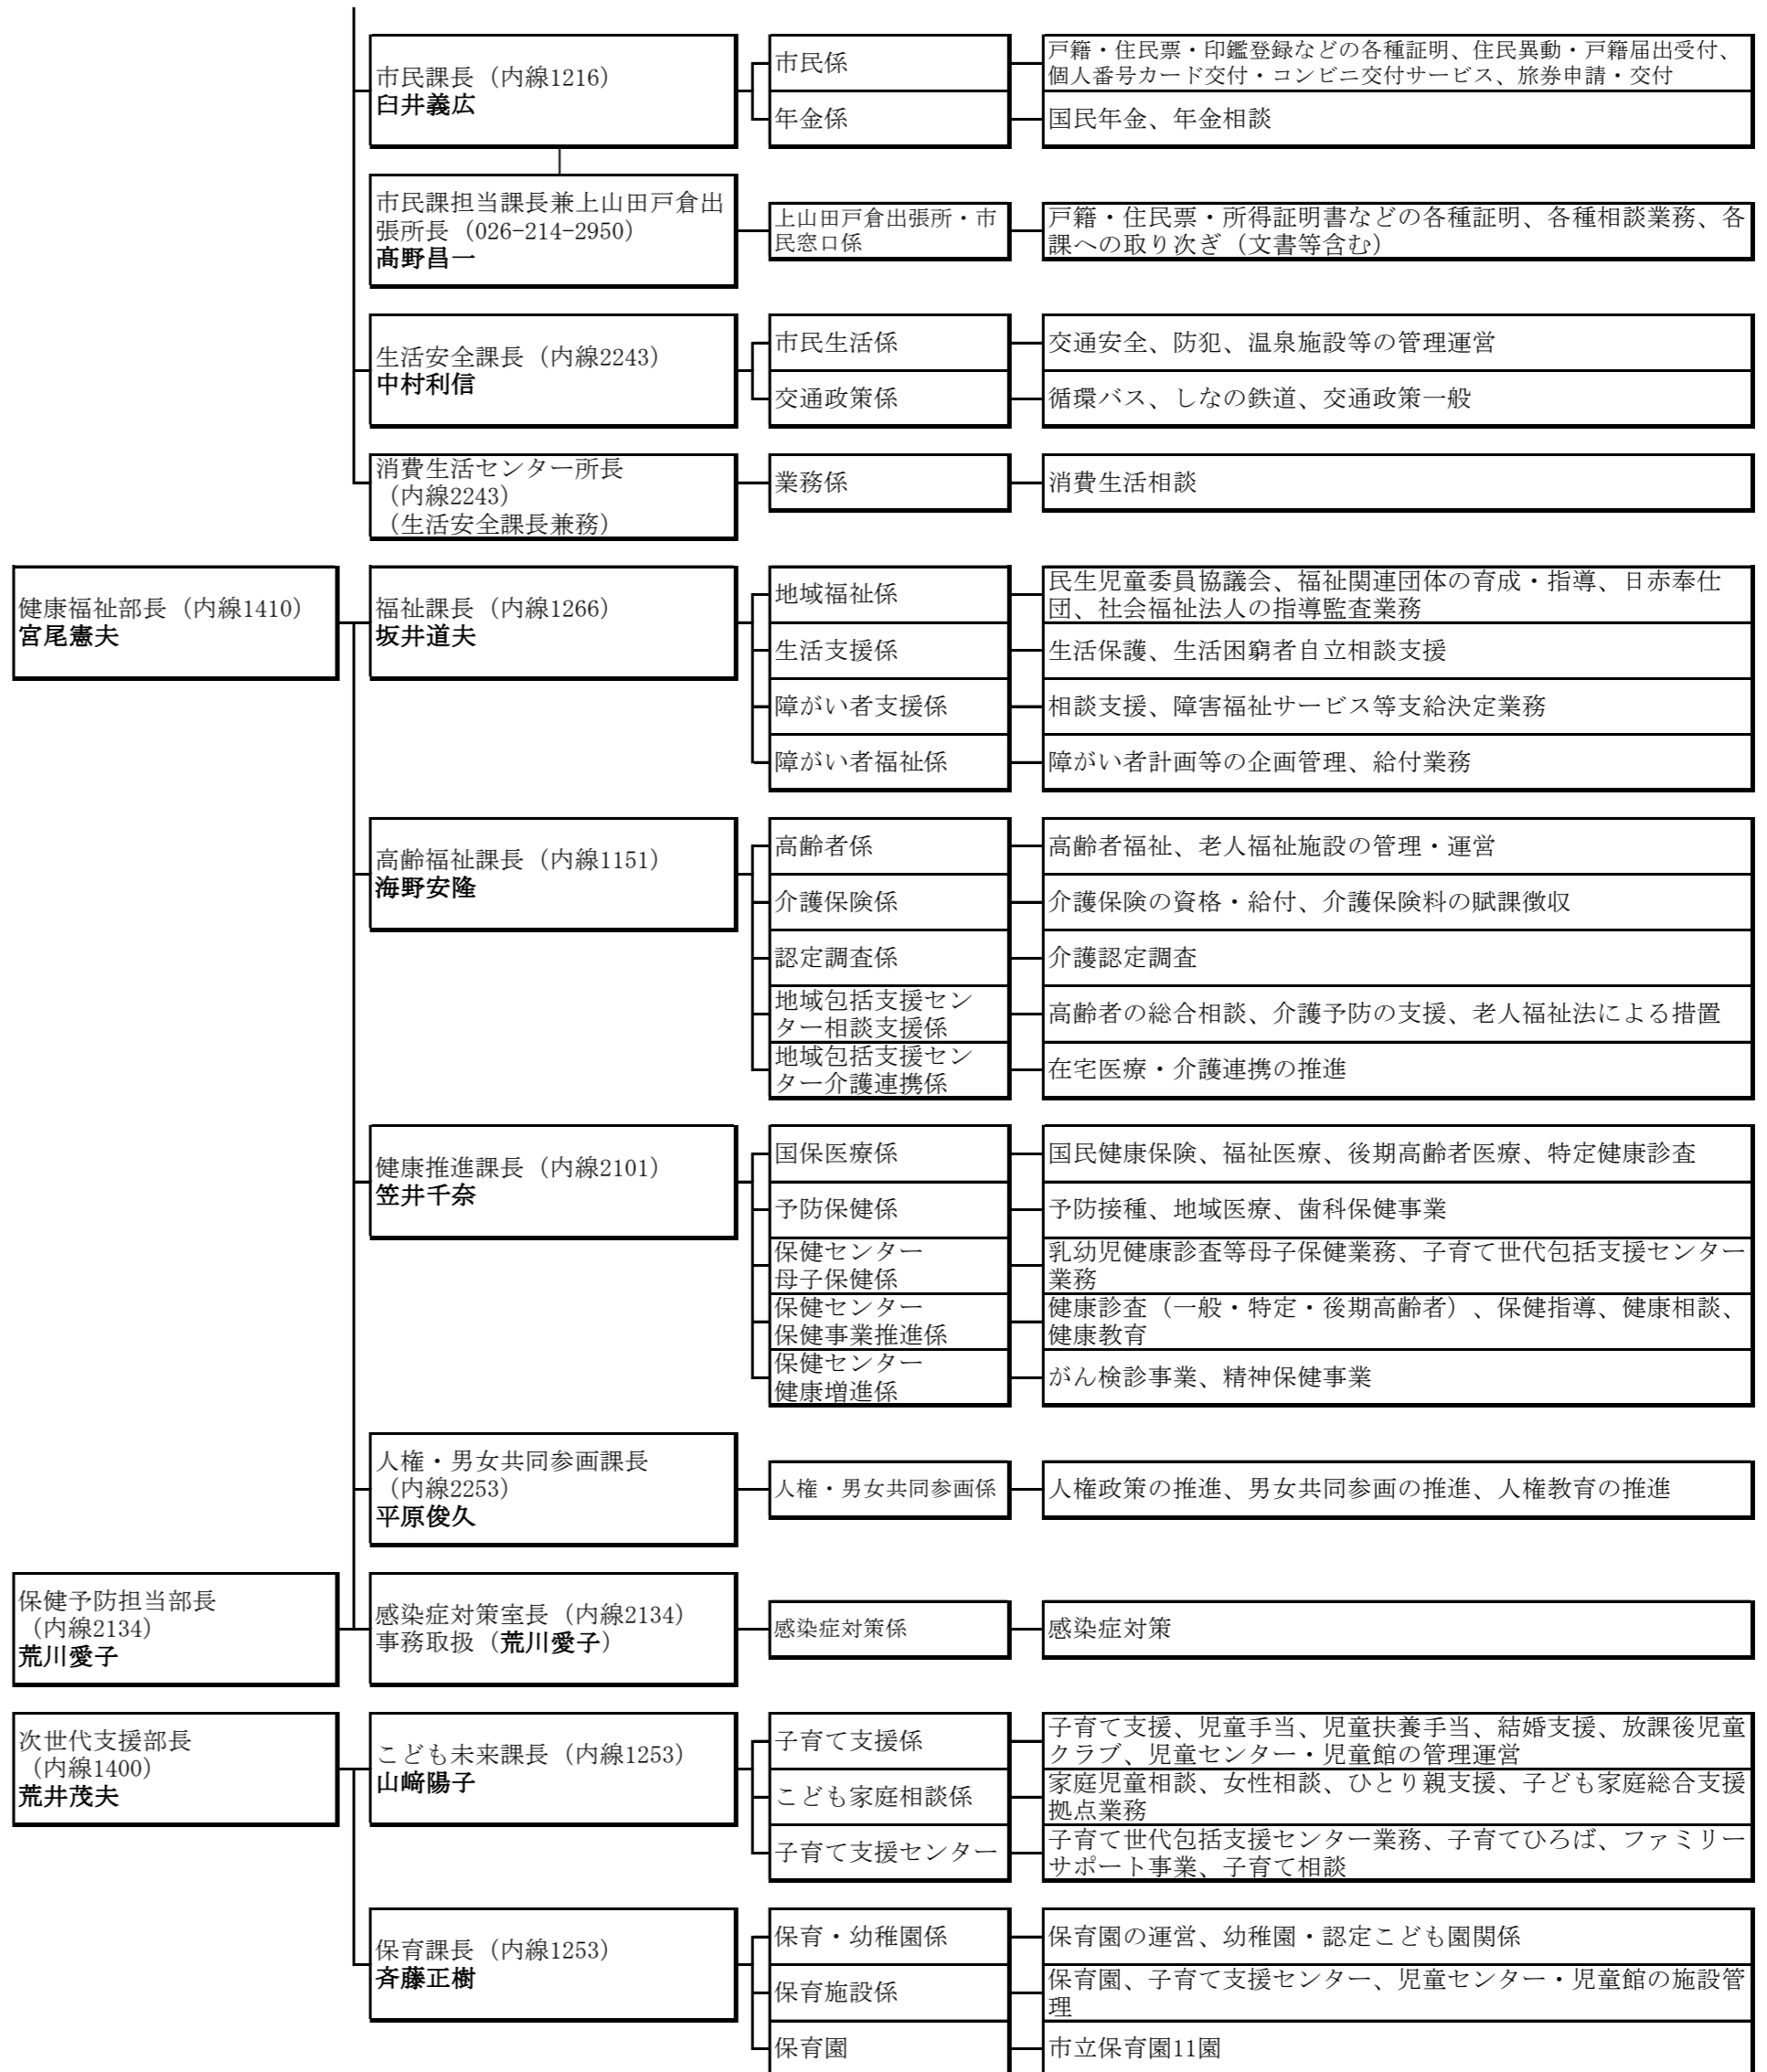 市民課長（内線1216）
臼井義広
市民係
戸籍・住民票・印鑑登録などの各種証明、住民異動・戸籍届出受付、
個人番号カード交付・コンビニ交付サービス、旅券申請・交付
年金係
国民年金、年金相談
市民課担当課長兼上山田戸倉出
張所長（026-214-2950）
髙野昌一
上山田戸倉出張所・市
民窓口係
戸籍・住民票・所得証明書などの各種証明、各種相談業務、各
課への取り次ぎ（文書等含む）
生活安全課長（内線2243）
中村利信
市民生活係
交通安全、防犯、温泉施設等の管理運営
交通政策係
循環バス、しなの鉄道、交通政策一般
消費生活センター所長
（内線2243）
（生活安全課長兼務）
業務係
消費生活相談
健康福祉部長（内線1410）
宮尾憲夫
福祉課長（内線1266）
坂井道夫
地域福祉係
民生児童委員協議会、福祉関連団体の育成・指導、日赤奉仕
団、社会福祉法人の指導監査業務
生活支援係
生活保護、生活困窮者自立相談支援
障がい者支援係
相談支援、障害福祉サービス等支給決定業務
障がい者福祉係
障がい者計画等の企画管理、給付業務
高齢福祉課長（内線1151）
海野安隆
高齢者係
高齢者福祉、老人福祉施設の管理・運営
介護保険係
介護保険の資格・給付、介護保険料の賦課徴収
認定調査係
介護認定調査
地域包括支援セン
ター相談支援係
高齢者の総合相談、介護予防の支援、老人福祉法による措置
地域包括支援セン
ター介護連携係
在宅医療・介護連携の推進
健康推進課長（内線2101）
笠井千奈
国保医療係
国民健康保険、福祉医療、後期高齢者医療、特定健康診査
予防保健係
予防接種、地域医療、歯科保健事業
保健センター
母子保健係
乳幼児健康診査等母子保健業務、子育て世代包括支援センター
業務
保健センター
保健事業推進係
健康診査（一般・特定・後期高齢者）、保健指導、健康相談、
健康教育
保健センター
健康増進係
がん検診事業、精神保健事業
人権・男女共同参画課長
（内線2253）
平原俊久
人権・男女共同参画係
人権政策の推進、男女共同参画の推進、人権教育の推進
保健予防担当部長
（内線2134）
荒川愛子
感染症対策室長（内線2134）
事務取扱（荒川愛子）
感染症対策係
感染症対策
次世代支援部長
（内線1400）
荒井茂夫
こども未来課長（内線1253）
山﨑陽子
子育て支援係
子育て支援、児童手当、児童扶養手当、結婚支援、放課後児童
クラブ、児童センター・児童館の管理運営
こども家庭相談係
家庭児童相談、女性相談、ひとり親支援、子ども家庭総合支援
拠点業務
子育て支援センター
子育て世代包括支援センター業務、子育てひろば、ファミリー
サポート事業、子育て相談
保育課長（内線1253）
斉藤正樹
保育・幼稚園係
保育園の運営、幼稚園・認定こども園関係
保育施設係
保育園、子育て支援センター、児童センター・児童館の施設管
理
保育園
市立保育園11園